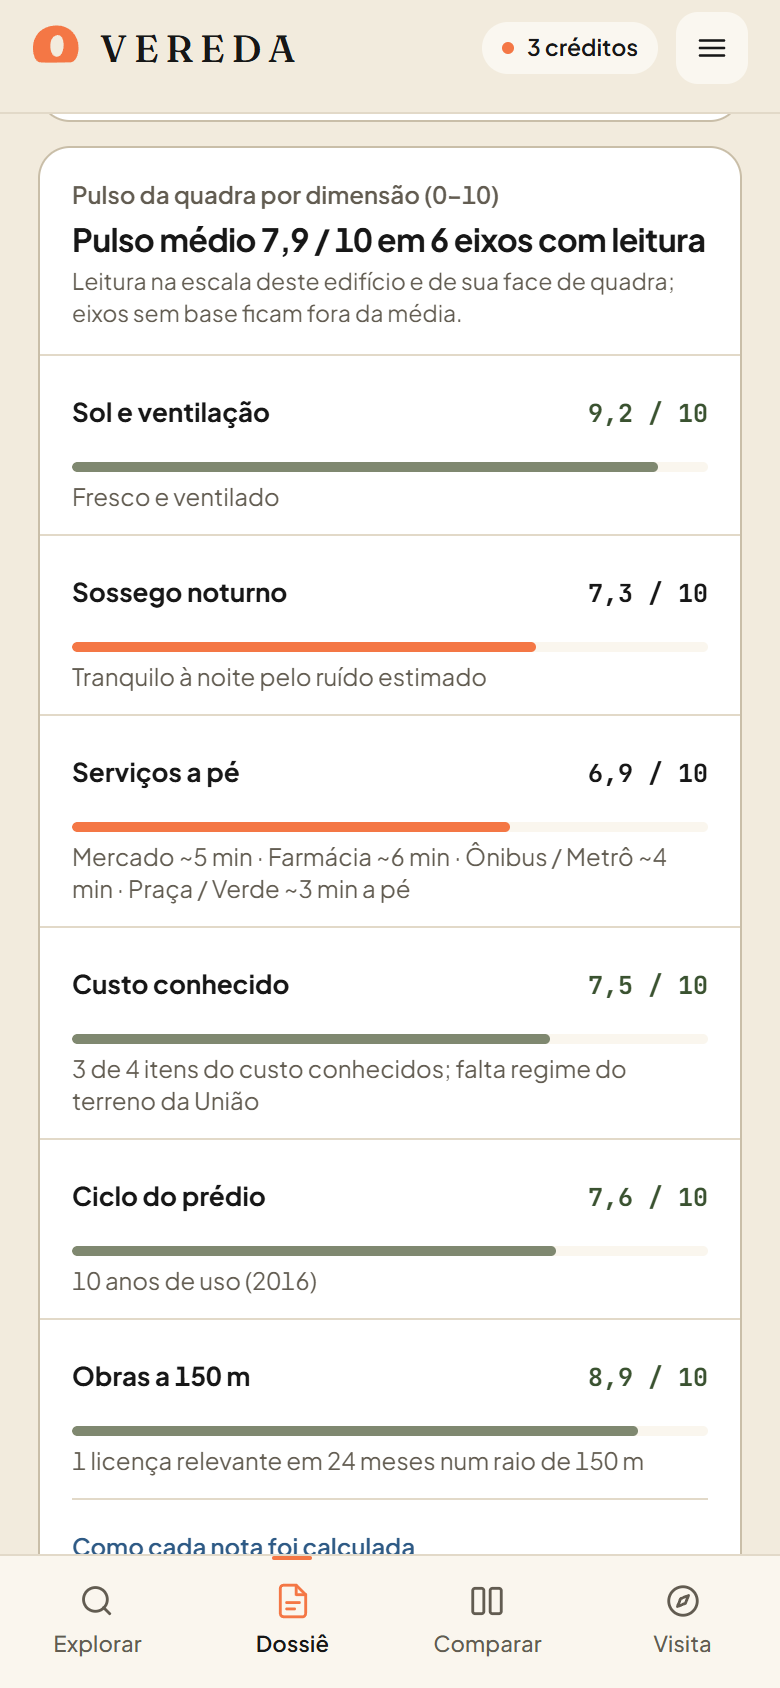 VEREDA
3 créditos
Pulso da quadra por dimensão (0–10)
Pulso médio 7,9 / 10 em 6 eixos com leitura
Leitura na escala deste edifício e de sua face de quadra;
eixos sem base ficam fora da média.
Sol e ventilação
9,2 / 10
Fresco e ventilado
Sossego noturno
7,3 / 10
Tranquilo à noite pelo ruído estimado
Serviços a pé
6,9 / 10
Mercado ~5 min · Farmácia ~6 min · Ônibus / Metrô ~4
min · Praça / Verde ~3 min a pé
Custo conhecido
7,5 / 10
3 de 4 itens do custo conhecidos; falta regime do
terreno da União
Ciclo do prédio
7,6 / 10
10 anos de uso (2016)
Obras a 150 m
8,9 / 10
1 licença relevante em 24 meses num raio de 150 m
Como cada nota foi calculada
Explorar
Dossiê
Comparar
Visita